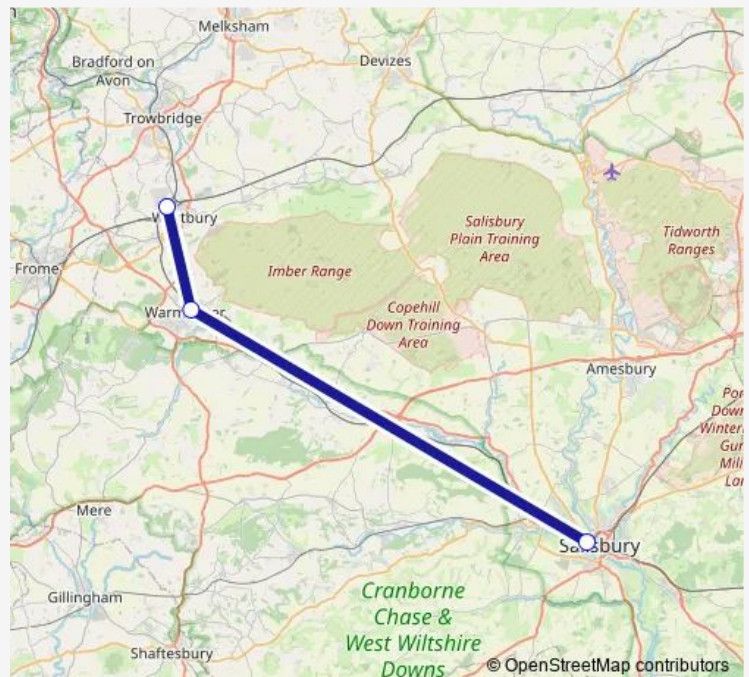 Melksham
Bradford on
Avon
Devizes
Trowbridge
Salisbury
Plain Training
Area
Tidworth
Ranges
Frome
Imber Range
Copehill
Down Training
Area
Amesbury
Mere
Gillingham
Cranborne
Chase &
West Wiltshire
Downs
Shaftesbury
© OpenStreetMap contributors